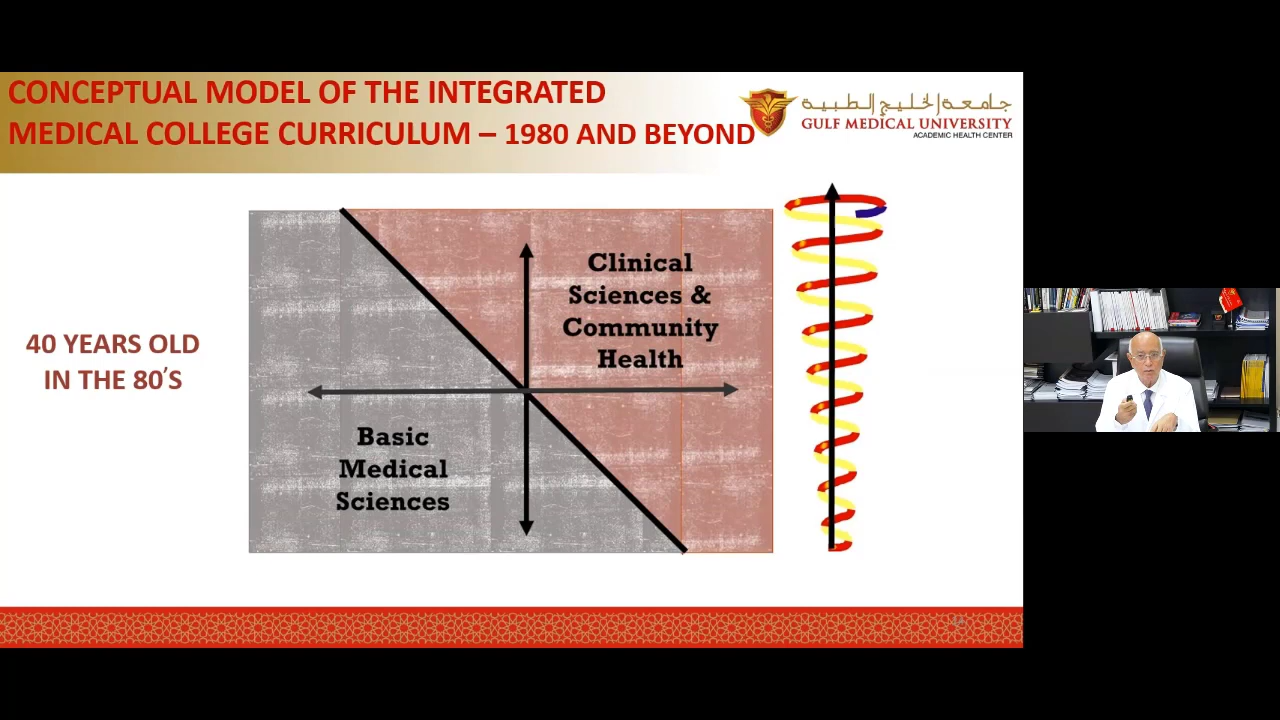 CONCEPTUAL MODEL OF THE INTEGRATED
MEDICAL COLLEGE CURRICULUM – 1980 AND BEYOND
جامعة الخليج الطبية
GULF MEDICAL UNIVERSITY
ACADEMIC HEALTH CENTER
40 YEARS OLD
IN THE 80'S
Clinical
Sciences &
Community
Health
Basic
Medical
Sciences